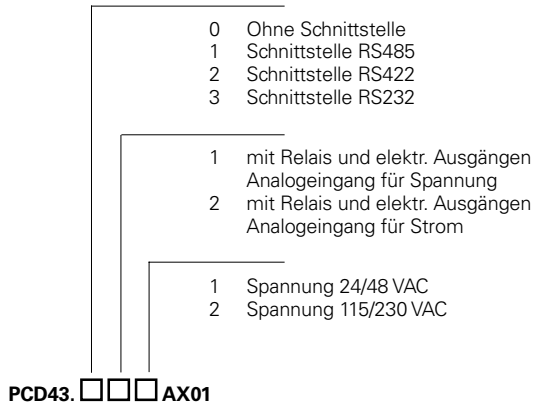 0 Ohne Schnittstelle
1 Schnittstelle RS485
2 Schnittstelle RS422
3 Schnittstelle RS232
1 mit Relais und elektr. Ausgängen
Analogeingang für Spannung
2 mit Relais und elektr. Ausgängen
Analogeingang für Strom
1 Spannung 24/48 VAC
2 Spannung 115/230 VAC
PCD43. □□□ AX01